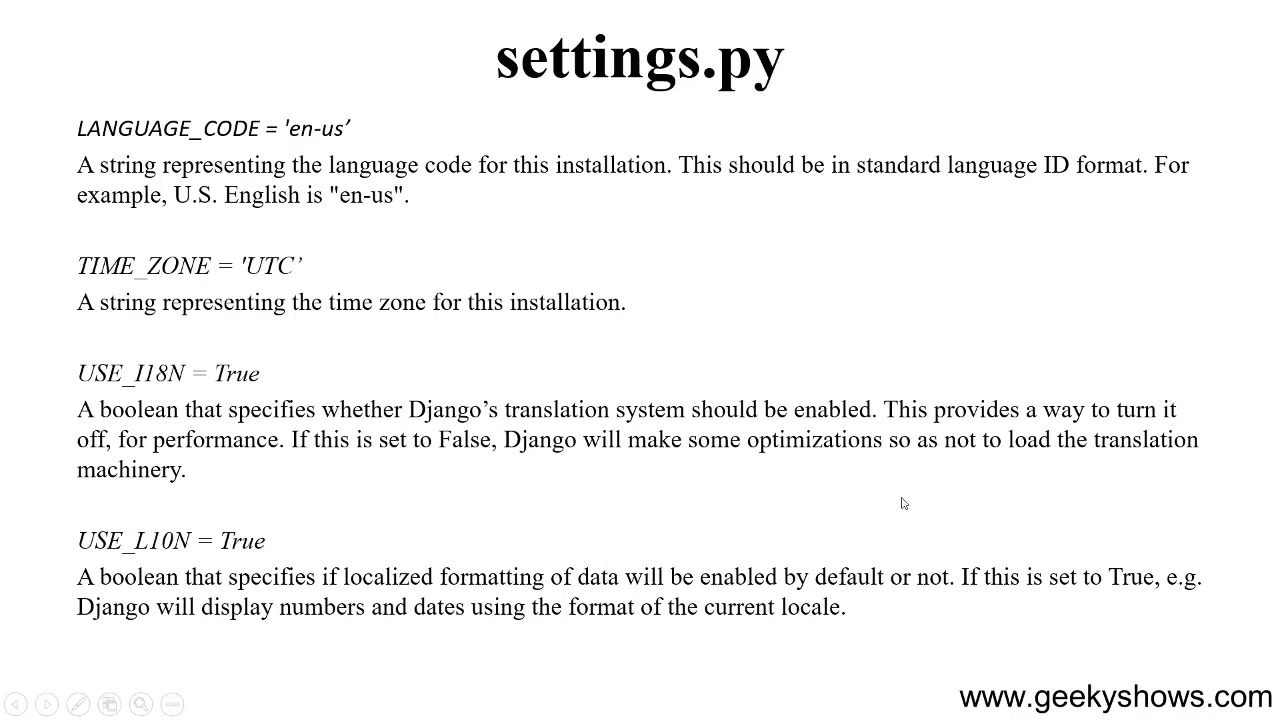 settings.py
LANGUAGE_CODE = 'en-us’
A string representing the language code for this installation. This should be in standard language ID format. For
example, U.S. English is "en-us".
TIME_ZONE = 'UTC’
A string representing the time zone for this installation.
USE_I18N = True
A boolean that specifies whether Django’s translation system should be enabled. This provides a way to turn it
off, for performance. If this is set to False, Django will make some optimizations so as not to load the translation
machinery.
USE_L10N = True
A boolean that specifies if localized formatting of data will be enabled by default or not. If this is set to True, e.g.
Django will display numbers and dates using the format of the current locale.
www.geekyshows.com